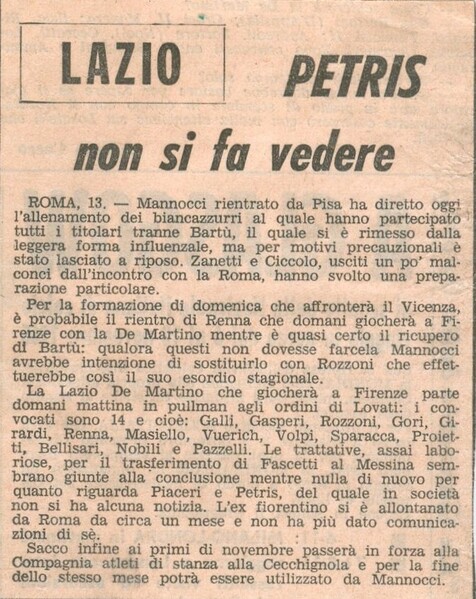 LAZIO
PETRIS
non si fa vedere
ROMA, 13. — Mannocci rientrato da Pisa ha diretto oggi
l'allenamento dei biancazzurri al quale hanno partecipato
tutti i titolari tranne Bartù, il quale si è rimesso dalla
leggera forma influenzale, ma per motivi precauzionali è
stato lasciato a riposo. Zanetti e Ciccolo, usciti un po' mal-
conci dall'incontro con la Roma, hanno svolto una prepa-
razione particolare.
Per la formazione di domenica che affronterà il Vicenza,
è probabile il rientro di Renna che domani giocherà a Fi-
renze con la De Martino mentre è quasi certo il ricupero
di Bartù: qualora questi non dovesse farcela Mannocci
avrebbe intenzione di sostituirlo con Rozzoni che effet-
tuerebbe così il suo esordio stagionale.
La Lazio De Martino che giocherà a Firenze parte
domani mattina in pullman agli ordini di Lovati: i con-
vocati sono 14 e cioè: Galli, Gasperi, Rozzoni, Gori, Gi-
rardi, Renna, Masiello, Vuerich, Volpi, Sparacca, Proiet-
ti, Bellisari, Nobili e Pazzelli. Le trattative, assai labo-
riose, per il trasferimento di Fascetti al Messina sem-
brano giunte alla conclusione mentre nulla di nuovo per
quanto riguarda Piaceri e Petris, del quale in società
non si ha alcuna notizia. L'ex fiorentino si è allontanato
da Roma da circa un mese e non ha più dato comunica-
zioni di sè.
Sacco infine ai primi di novembre passerà in forza alla
Compagnia atleti di stanza alla Cecchignola e per la fine
dello stesso mese potrà essere utilizzato da Mannocci.